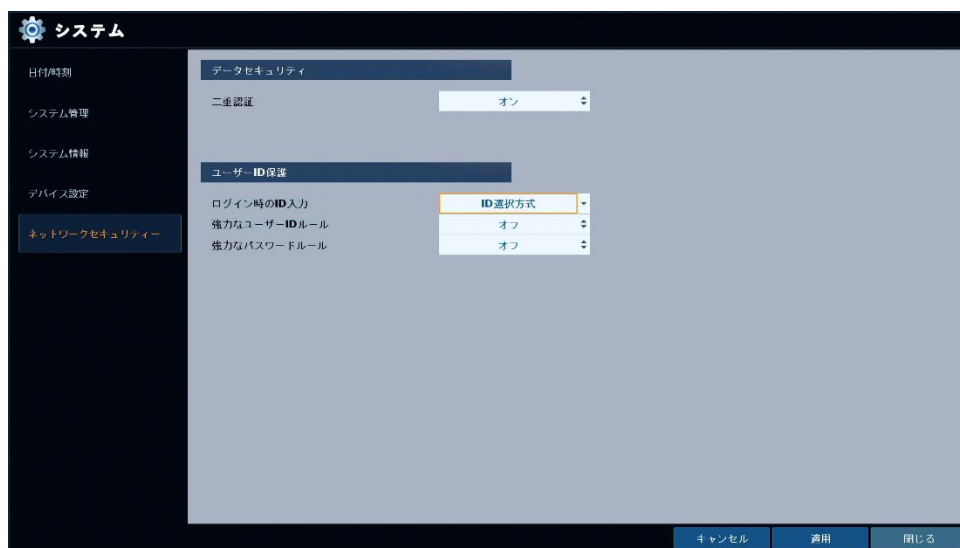 システム
日付/時刻
システム管理
システム情報
デバイス設定
ネットワークセキュリティー
データセキュリティ
二重認証 オン
ユーザーID保護
ログイン時のID入力 ID選択方式
強力なユーザーIDルール オフ
強力なパスワードルール オフ
キャンセル 適用 閉じる